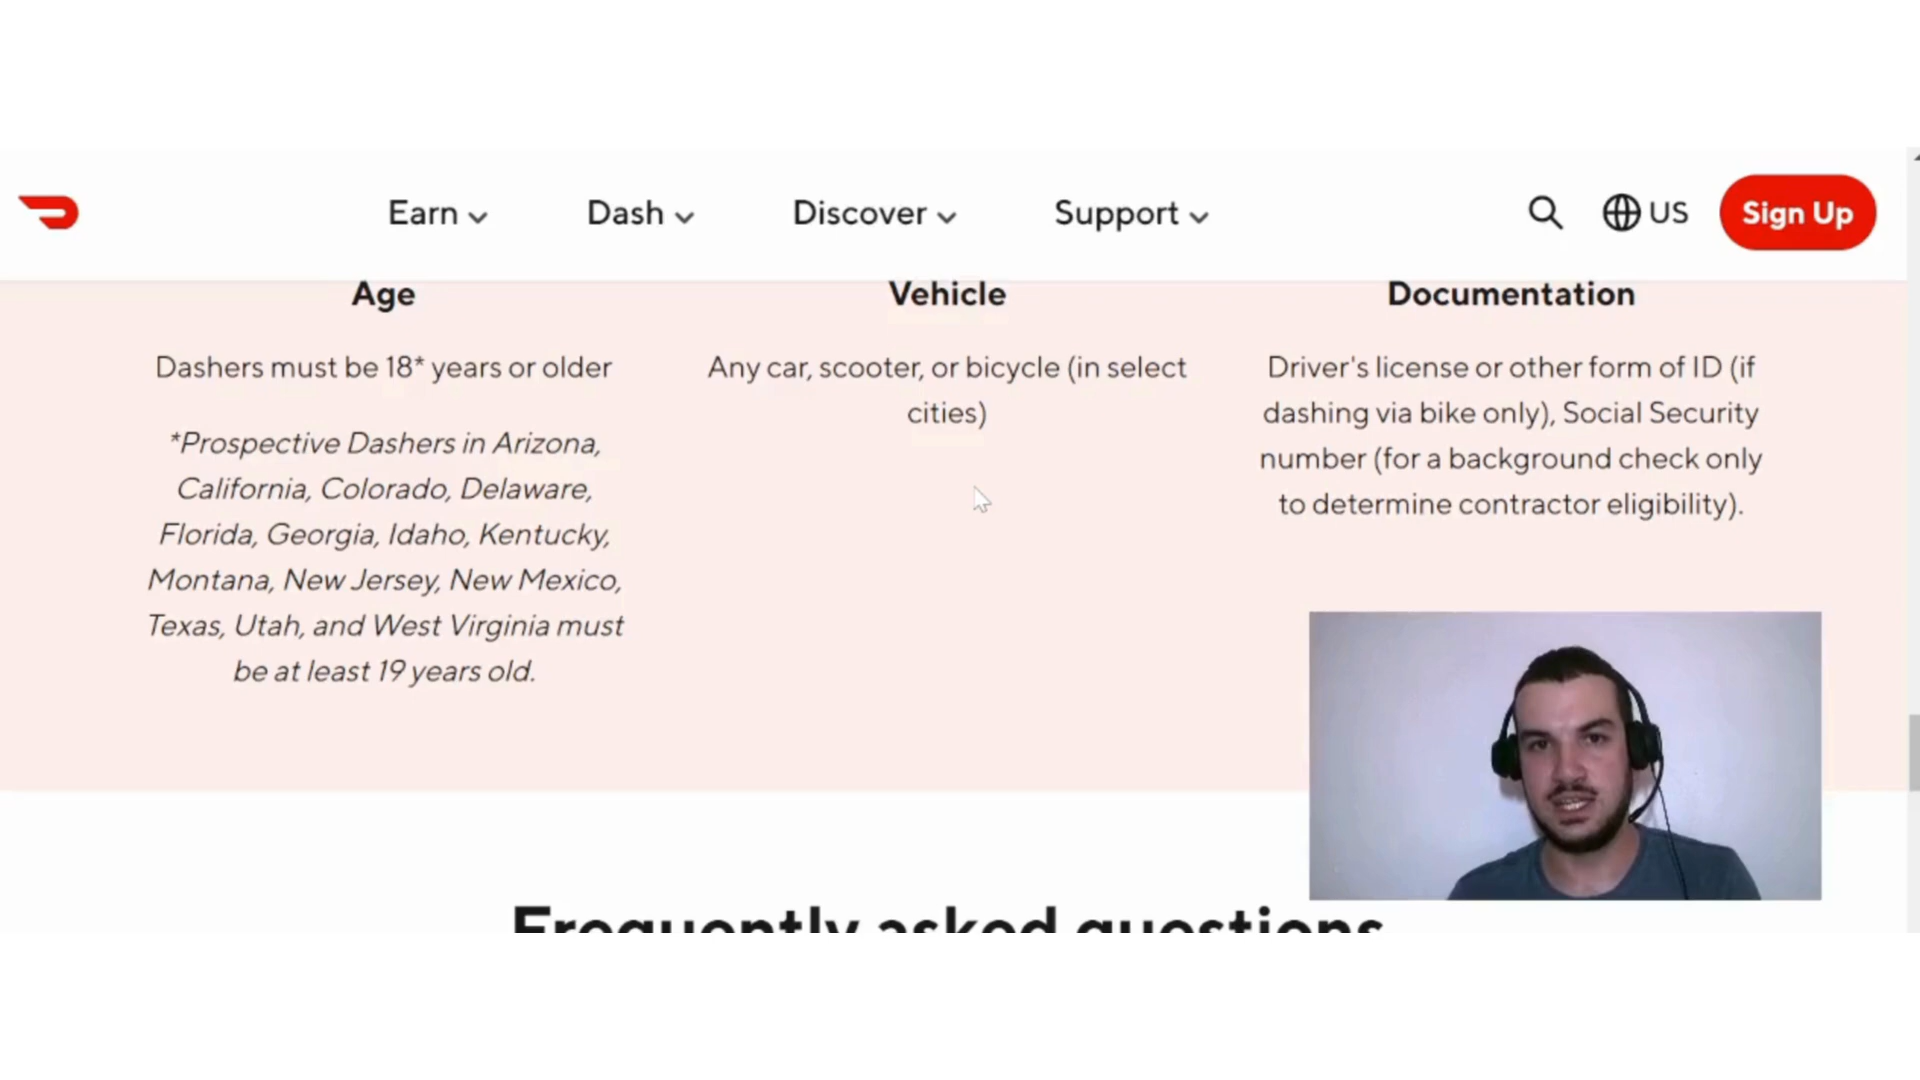 Earn
Dash
Discover
Support
US
Sign Up
Age
Dashers must be 18* years or older
*Prospective Dashers in Arizona,
California, Colorado, Delaware,
Florida, Georgia, Idaho, Kentucky,
Montana, New Jersey, New Mexico,
Texas, Utah, and West Virginia must
be at least 19 years old.
Vehicle
Any car, scooter, or bicycle (in select
cities)
Documentation
Driver's license or other form of ID (if
dashing via bike only), Social Security
number (for a background check only
to determine contractor eligibility).
Frequently asked questions